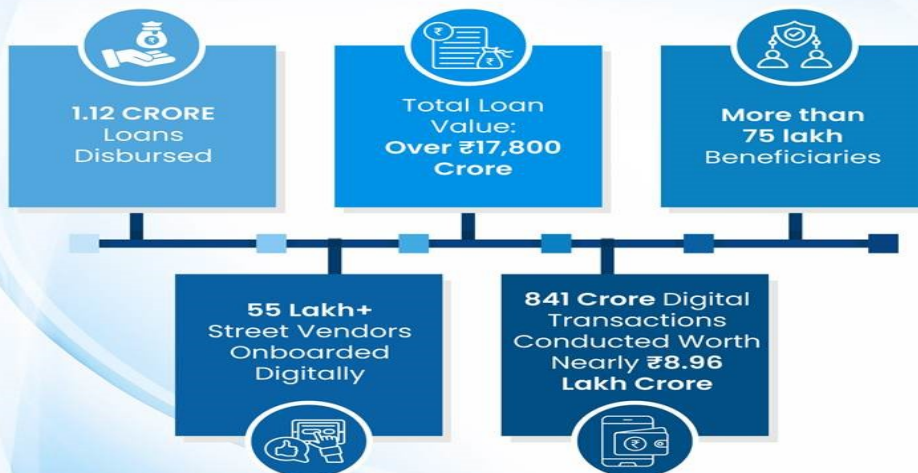 1.12 CRORE
Loans
Disbursed
Total Loan
Value:
Over ₹17,800
Crore
More than
75 lakh
Beneficiaries
55 Lakh+
Street Vendors
Onboarded
Digitally
841 Crore Digital
Transactions
Conducted Worth
Nearly ₹8.96
Lakh Crore